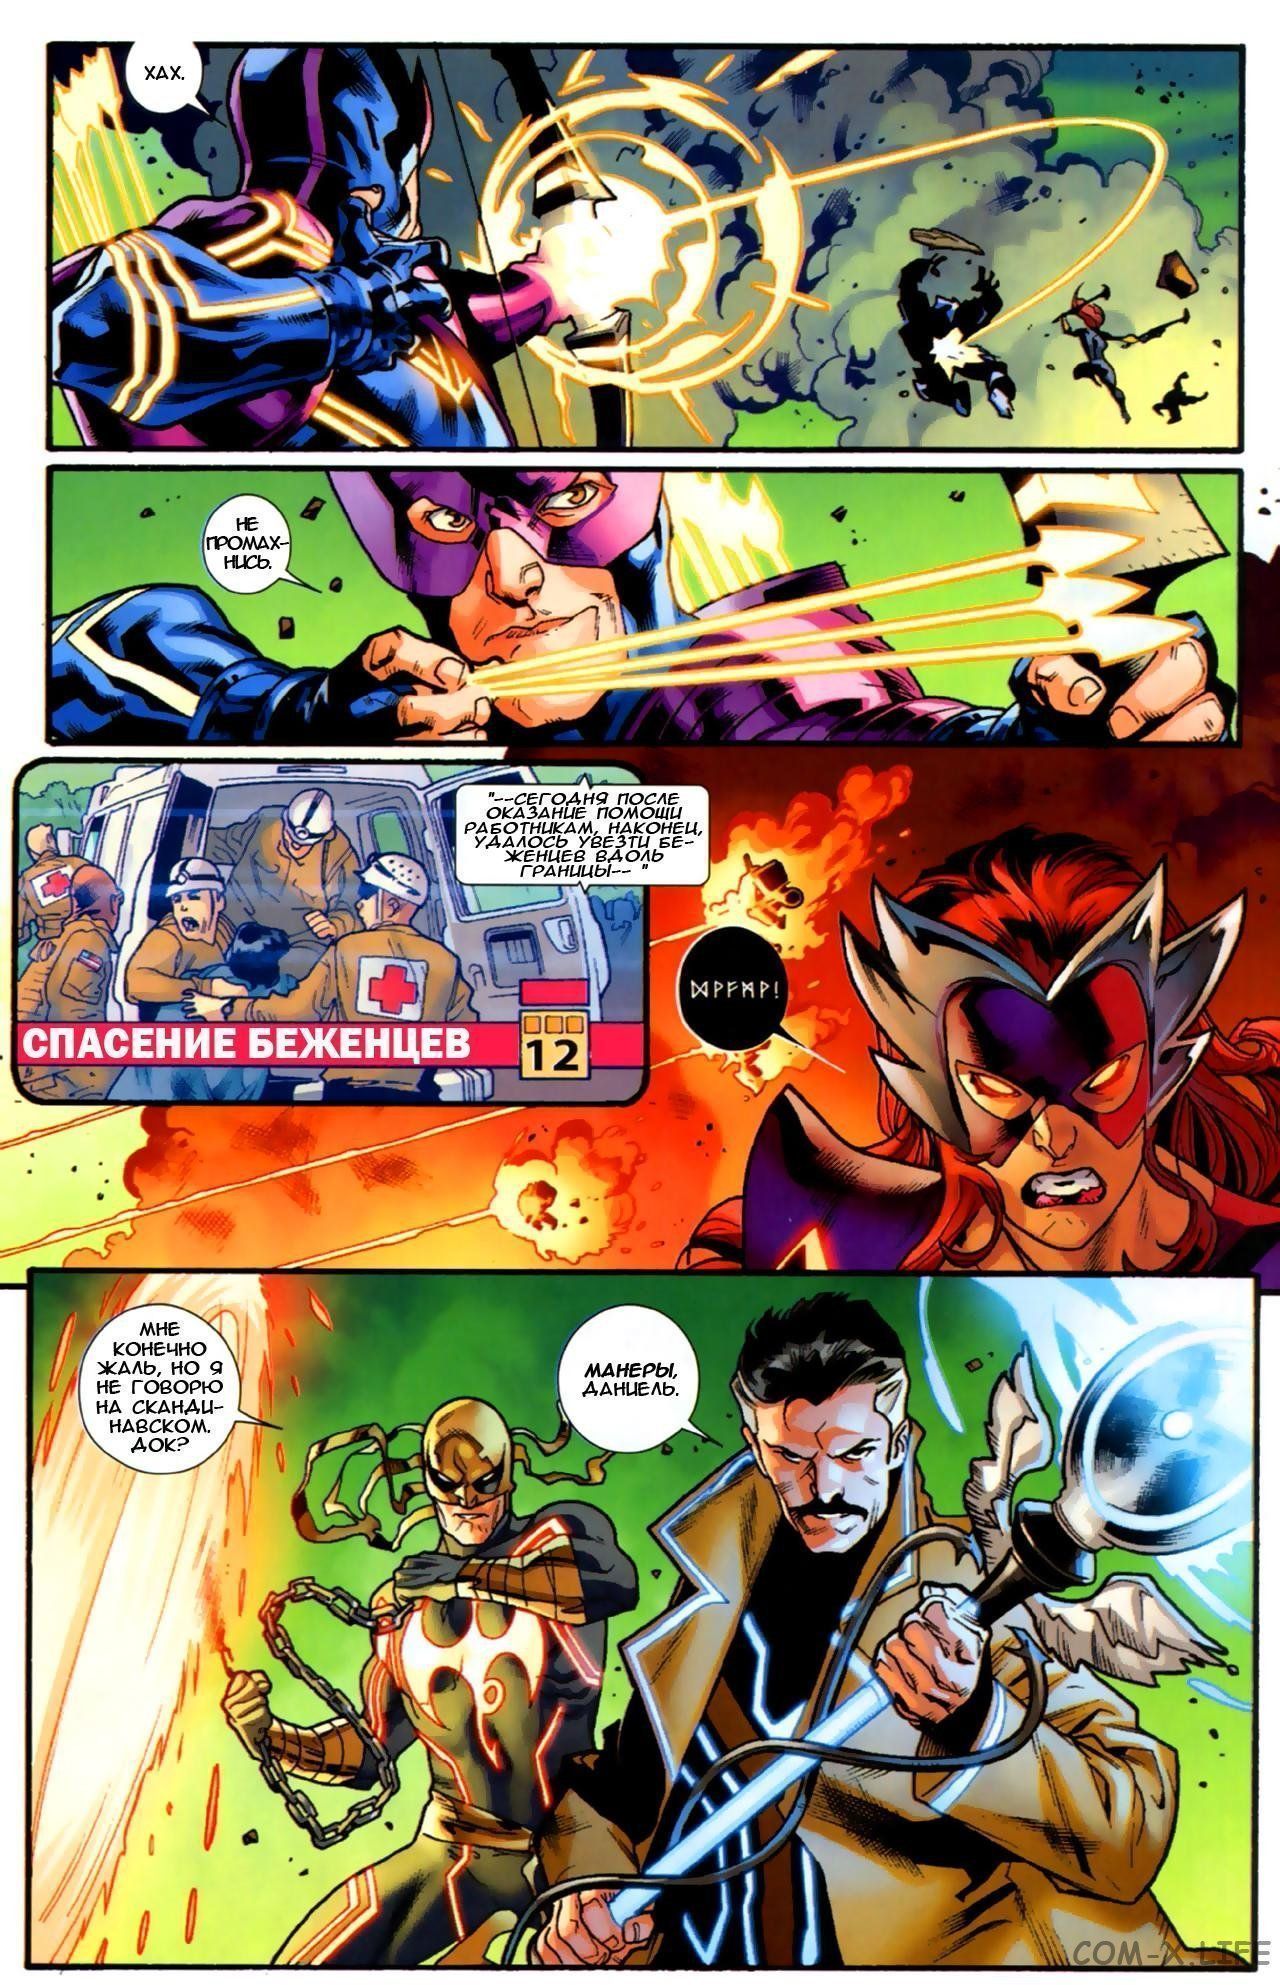 ХАХ.
НЕ
ПРОМАХ-
НИСЬ.
"--СЕГОДНЯ ПОСЛЕ
ОКАЗАНИЕ ПОМОЩИ
РАБОТНИКАМ, НАКОНЕЦ,
УДАЛОСЬ УВЕЗТИ БЕ-
ЖЕНЦЕВ ВДОЛЬ
ГРАНИЦЫ-- "
СПАСЕНИЕ БЕЖЕНЦЕВ
12
ᛞᚹᚩᛗᚹ!
МНЕ
КОНЕЧНО
ЖАЛЬ, НО Я
НЕ ГОВОРЮ
НА СКАНДИ-
НАВСКОМ.
ДОК?
МАНЕРЫ,
ДАНИЕЛЬ.
COM-X.LIFE